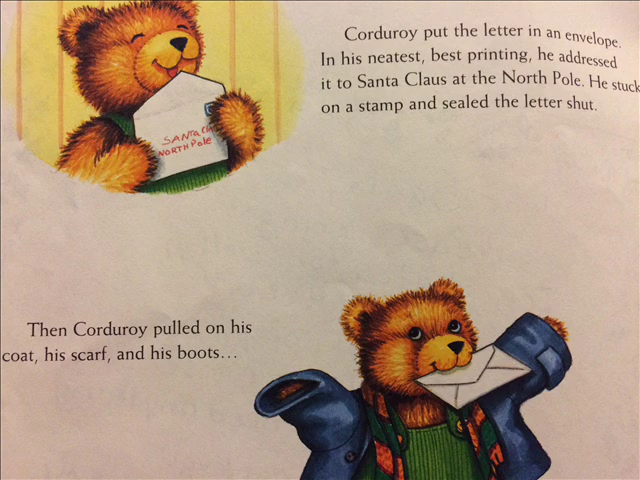 Corduroy put the letter in an envelope.
In his neatest, best printing, he addressed
it to Santa Claus at the North Pole. He stuck
on a stamp and sealed the letter shut.
SANTA Cla
NORTH Pole
Then Corduroy pulled on his
coat, his scarf, and his boots…